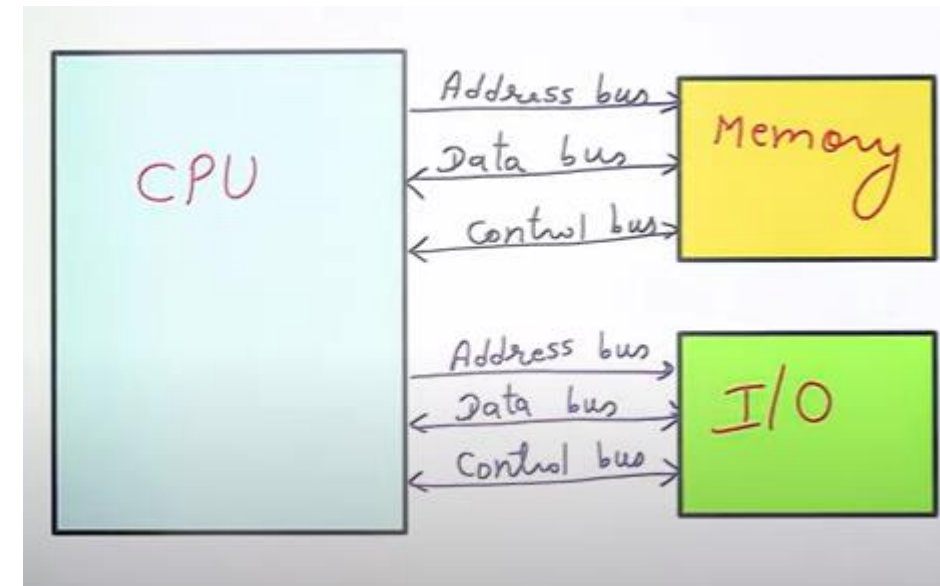 CPU
Address bus
Data bus
Control bus
Memory
Address bus
Data bus
Control bus
I/O